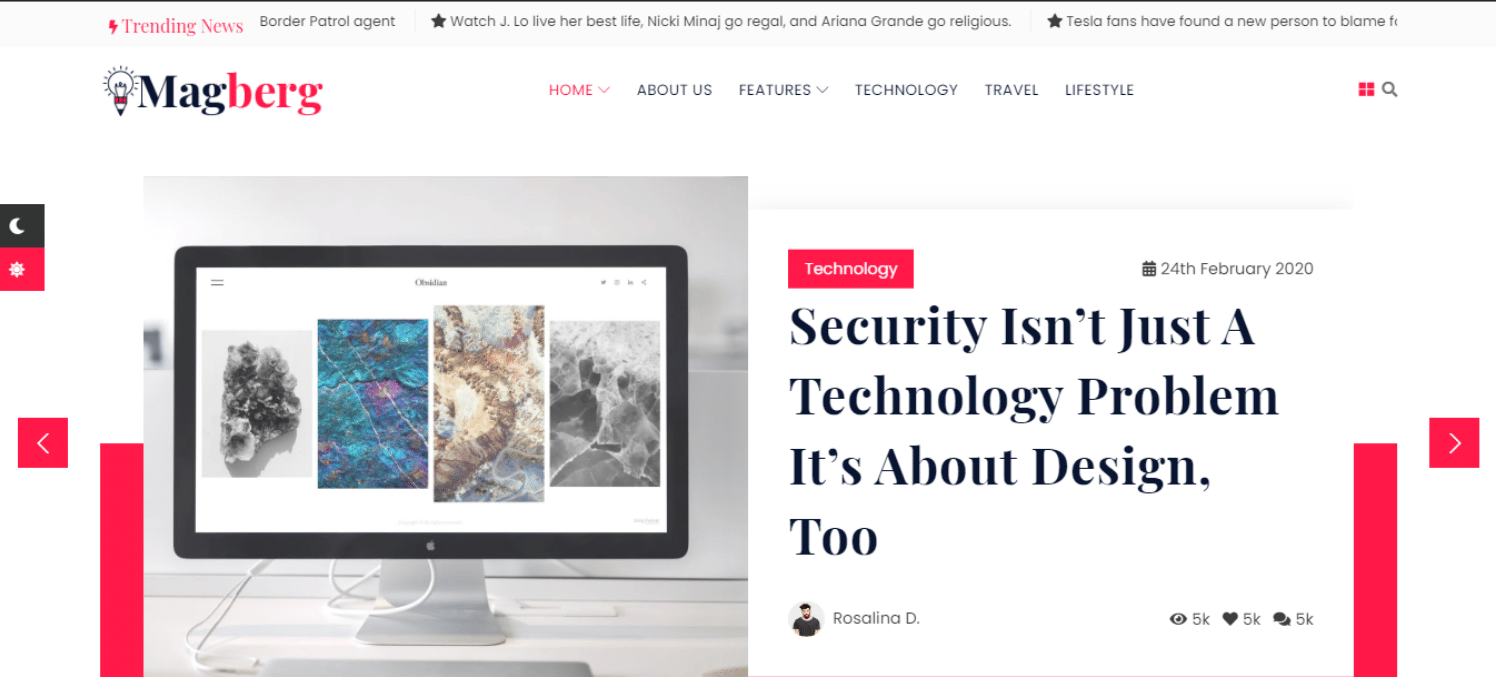 Trending News Border Patrol agent Watch J. Lo live her best life, Nicki Minaj go regal, and Ariana Grande go religious. Tesla fans have found a new person to blame
Magberg HOME ABOUT US FEATURES TECHNOLOGY TRAVEL LIFESTYLE
Obsidian
Technology 24th February 2020
Security Isn’t Just A
Technology Problem
It’s About Design,
Too
Rosalina D. 5k 5k 5k